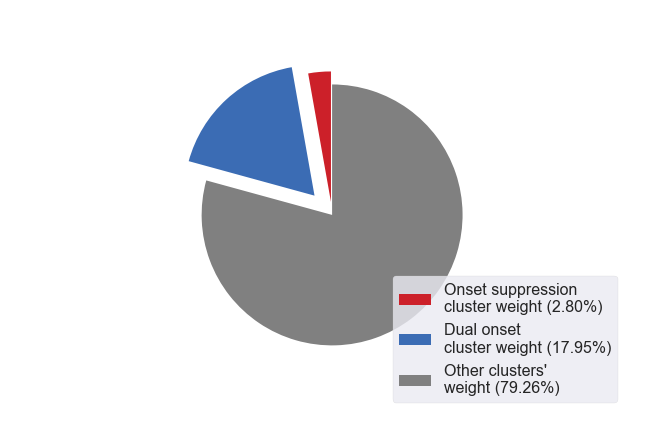 Onset suppression
cluster weight (2.80%)
Dual onset
cluster weight (17.95%)
Other clusters'
weight (79.26%)